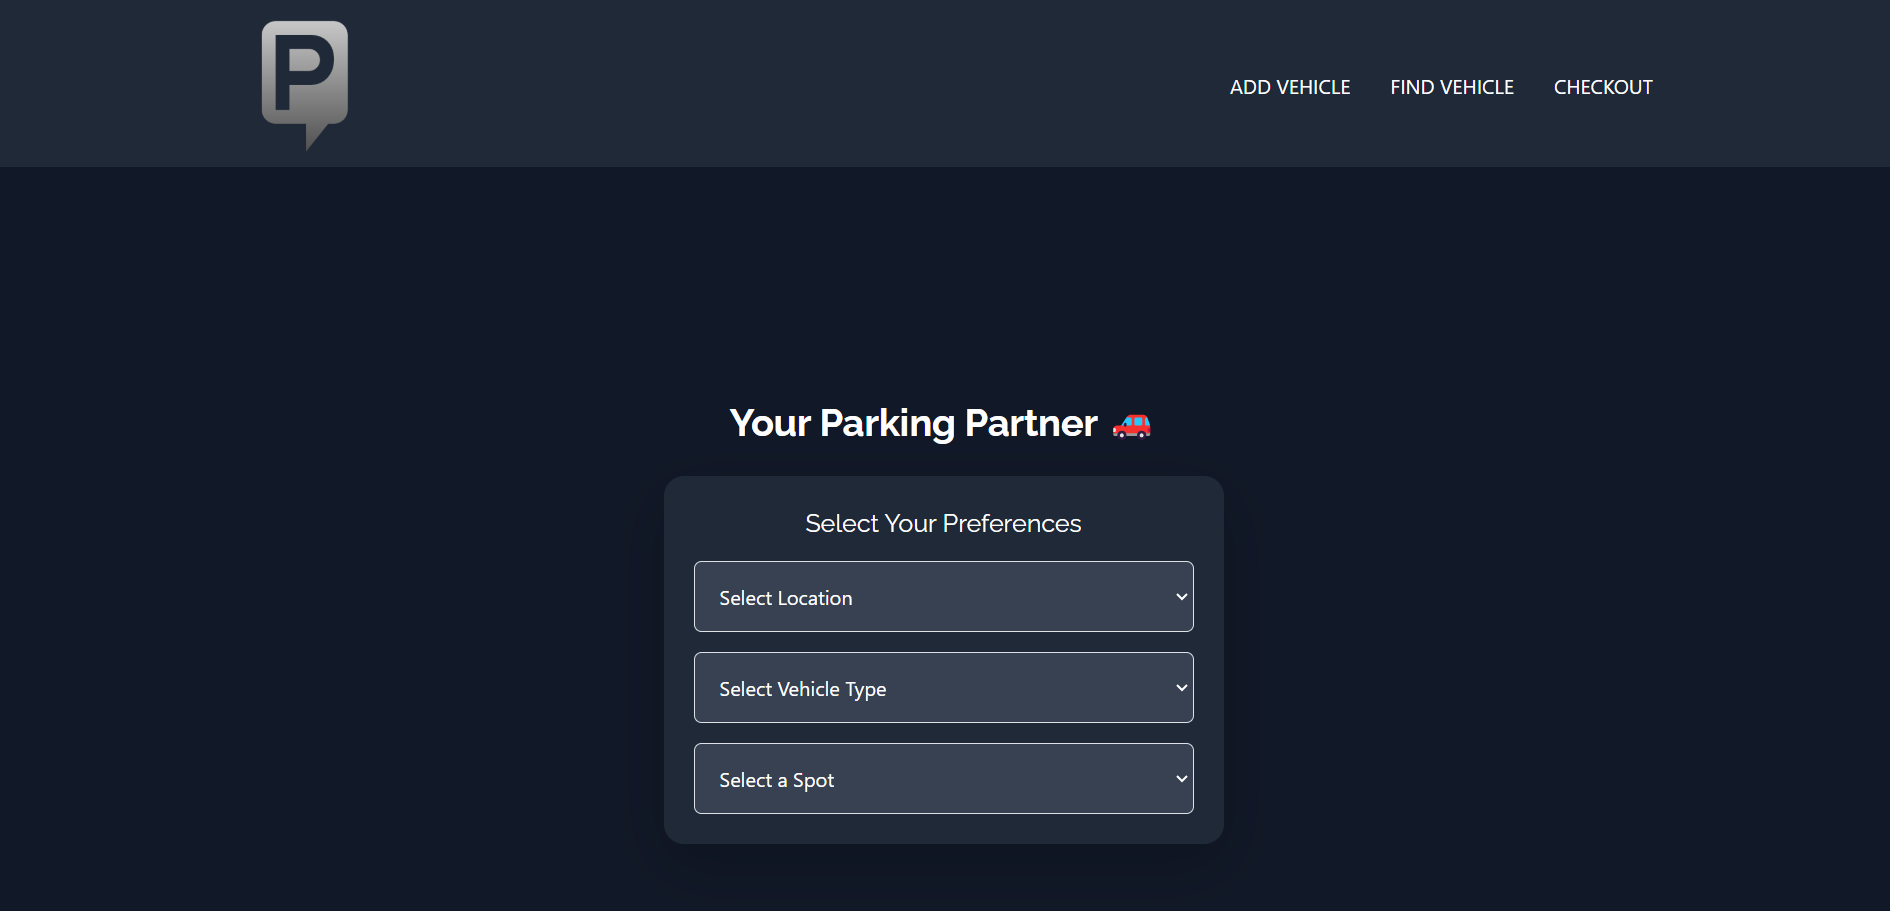 P
ADD VEHICLE FIND VEHICLE CHECKOUT
Your Parking Partner 🚗
Select Your Preferences
Select Location
Select Vehicle Type
Select a Spot